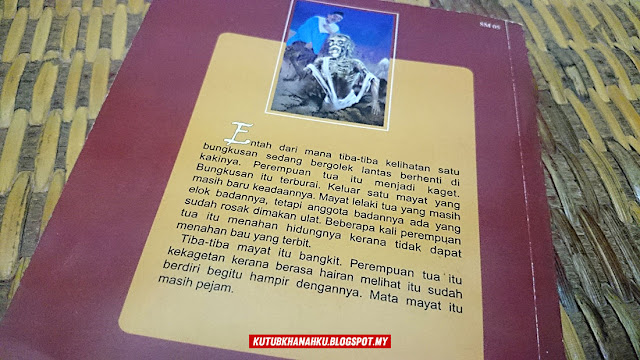 SM 05
Entah dari mana tiba-tiba kelihatan satu
bungkusan sedang bergolek lantas berhenti di
kakinya. Perempuan tua itu menjadi kaget.
Bungkusan itu terburai. Keluar satu mayat yang
masih baru keadaannya. Mayat lelaki tua yang masih
elok badannya, tetapi anggota badannya ada yang
sudah rosak dimakan ulat. Beberapa kali perempuan
tua itu menahan hidungnya kerana tidak dapat
menahan bau yang terbit.
Tiba-tiba mayat itu bangkit. Perempuan tua itu
kekagetan kerana berasa hairan melihat itu sudah
berdiri begitu hampir dengannya. Mata mayat itu
masih pejam.
KUTUBKHANAHKU.BLOGSPOT.MY